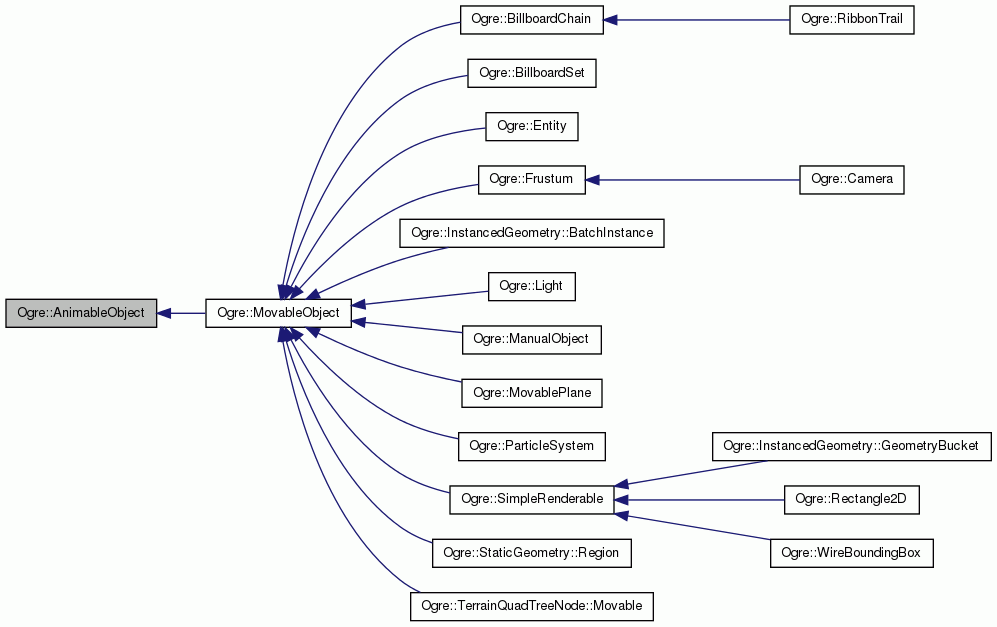 Ogre::BillboardChain
Ogre::RibbonTrail
Ogre::BillboardSet
Ogre::Entity
Ogre::Frustum
Ogre::Camera
Ogre::InstancedGeometry::BatchInstance
Ogre::Light
Ogre::AnimableObject
Ogre::MovableObject
Ogre::ManualObject
Ogre::MovablePlane
Ogre::ParticleSystem
Ogre::InstancedGeometry::GeometryBucket
Ogre::SimpleRenderable
Ogre::Rectangle2D
Ogre::StaticGeometry::Region
Ogre::WireBoundingBox
Ogre::TerrainQuadTreeNode::Movable